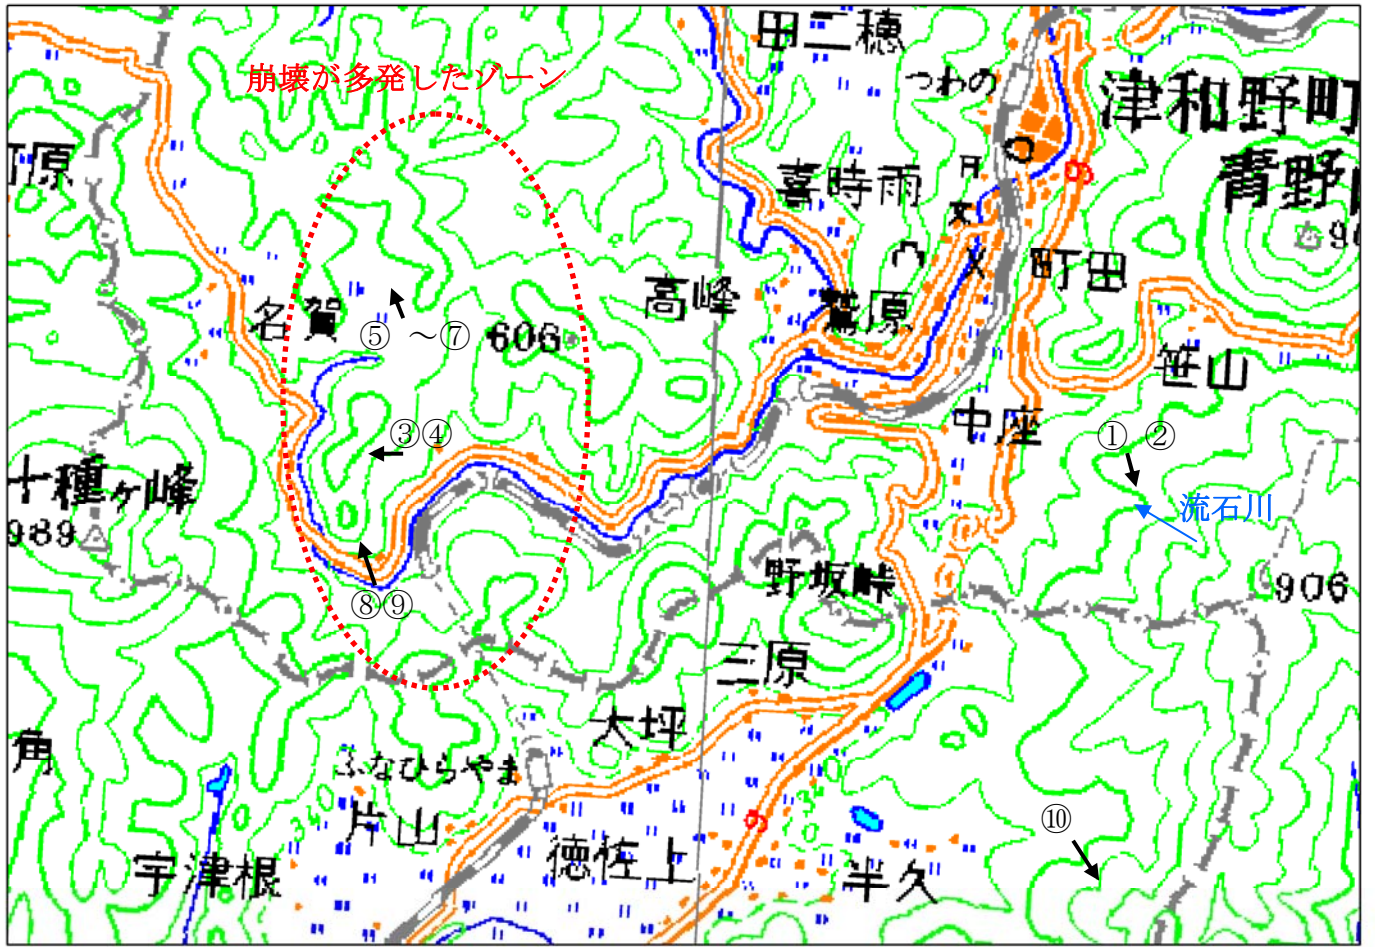 田二穂
崩壊が多発したゾーン
つわの
津和野町
原
喜時雨
青野
町田
高峰
鷲原
名賀
⑤ ～⑦
606
笹山
中座
③④
① ②
十種ヶ峰
989
流石川
野坂峠
906
⑧⑨
三原
大坪
角
ふなひらやま
片山
徳佐上
宇津根
半久
⑩
340